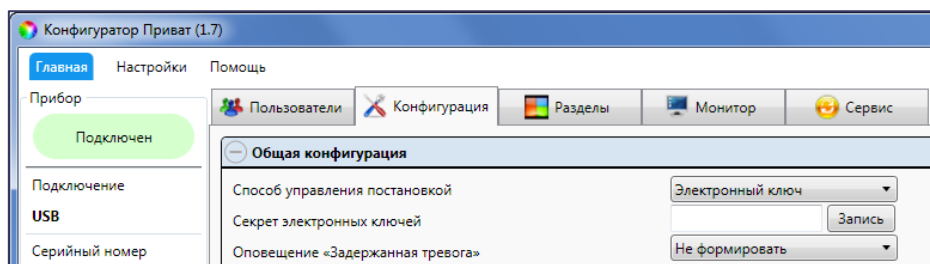 Конфигуратор Приват (1.7)
Главная Настройки Помощь
Прибор
Подключен
Подключение
USB
Серийный номер
Пользователи Конфигурация Разделы Монитор Сервис
Общая конфигурация
Способ управления постановкой Электронный ключ
Секрет электронных ключей Запись
Оповещение «Задержанная тревога» Не формировать